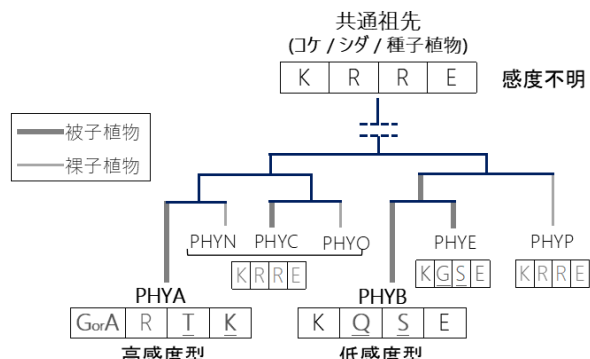 共通祖先
(コケ / シダ / 種子植物)
K R R E 感度不明
被子植物
裸子植物
PHYN PHYC PHYO PHYE PHYP
K R R E K G S E K R R E
PHYA PHYB
GorA R T K K Q S E
高感度型 低感度型